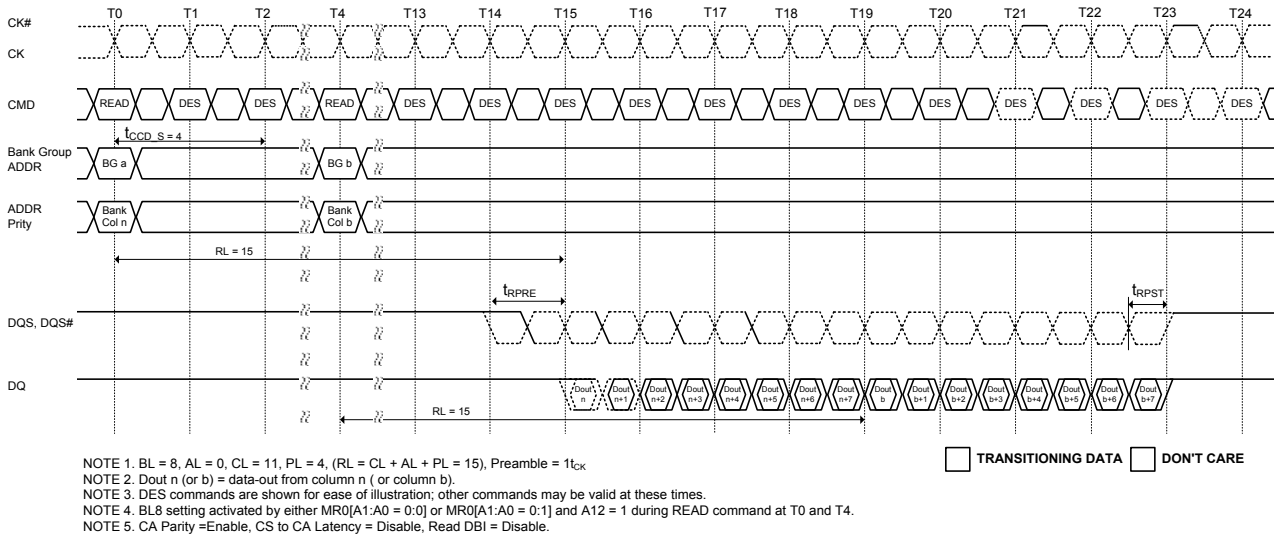 T0 T1 T2 T4 T13 T14 T15 T16 T17 T18 T19 T20 T21 T22 T23 T24
CK#
CK
CMD READ DES DES READ DES DES DES DES DES DES DES DES DES DES DES DES
tCCD_S = 4
Bank Group
ADDR
BG a BG b
ADDR
Prity
Bank
Col n
Bank
Col b
RL = 15
tRPRE tRPST
DQS, DQS#
DQ
Dout
n
Dout
n+1
Dout
n+2
Dout
n+3
Dout
n+4
Dout
n+5
Dout
n+6
Dout
n+7
Dout
b
Dout
b+1
Dout
b+2
Dout
b+3
Dout
b+4
Dout
b+5
Dout
b+6
Dout
b+7
RL = 15
TRANSITIONING DATA DON'T CARE
NOTE 1. BL = 8, AL = 0, CL = 11, PL = 4, (RL = CL + AL + PL = 15), Preamble = 1tCK
NOTE 2. Dout n (or b) = data-out from column n ( or column b).
NOTE 3. DES commands are shown for ease of illustration; other commands may be valid at these times.
NOTE 4. BL8 setting activated by either MR0[A1:A0 = 0:0] or MR0[A1:A0 = 0:1] and A12 = 1 during READ command at T0 and T4.
NOTE 5. CA Parity =Enable, CS to CA Latency = Disable, Read DBI = Disable.